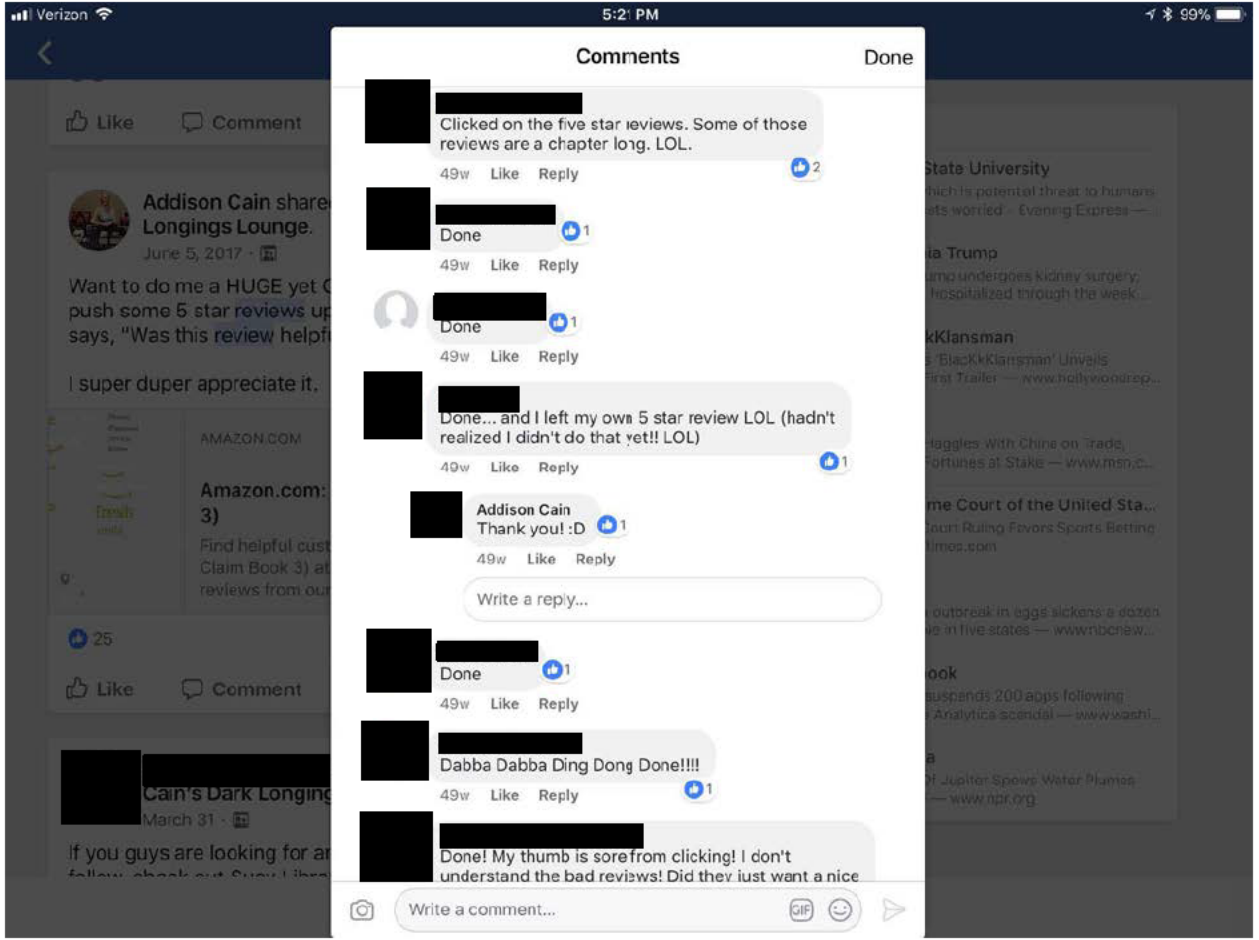 Verizon
5:21 PM
99%
Comments
Done
Clicked on the five star reviews. Some of those
reviews are a chapter long. LOL.
49w Like Reply
2
Done
1
49w Like Reply
Done
1
49w Like Reply
Done... and I left my own 5 star review LOL (hadn't
realized I didn't do that yet!! LOL)
49w Like Reply
1
Addison Cain
Thank you! :D
1
49w Like Reply
Write a reply...
Done
1
49w Like Reply
Dabba Dabba Ding Dong Done!!!!
49w Like Reply
1
Done! My thumb is sore from clicking! I don't
understand the bad reviews! Did they just want a nice
Write a comment...
GIF
Like Comment
Addison Cain share
Longings Lounge.
June 5, 2017
Want to do me a HUGE yet
push some 5 star reviews up
says, "Was this review helpf
I super duper appreciate it.
fresh
AMAZON.COM
Amazon.com:
3)
Find helpful cust
Claim Book 3) at
reviews from our
25
Like Comment
Cain's Dark Longing
March 31
If you guys are looking for an
State University
which is potential threat to humans
worried - Evening Express —...
ia Trump
ump undergoes kidney surgery,
hospitalized through the week...
kKlansman
'BlacKkKlansman' Unveils
First Trailer — www.hollywoodrep...
Haggles With China on Trade,
Fortunes at Stake — www.msn.c...
me Court of the United Sta...
Court Ruling Favors Sports Betting
times.com
outbreak in eggs sickens a dozen
in five states — www.nbcnew...
ook
suspends 200 apps following
Analytica scandal — www.washi...
a
Of Jupiter Spews Water Plumes
— www.npr.org